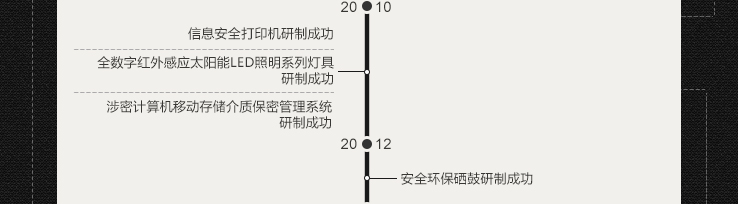 20 10
信息安全打印机研制成功
全数字红外感应太阳能LED照明系列灯具
研制成功
涉密计算机移动存储介质保密管理系统
研制成功
20 12
安全环保硒鼓研制成功